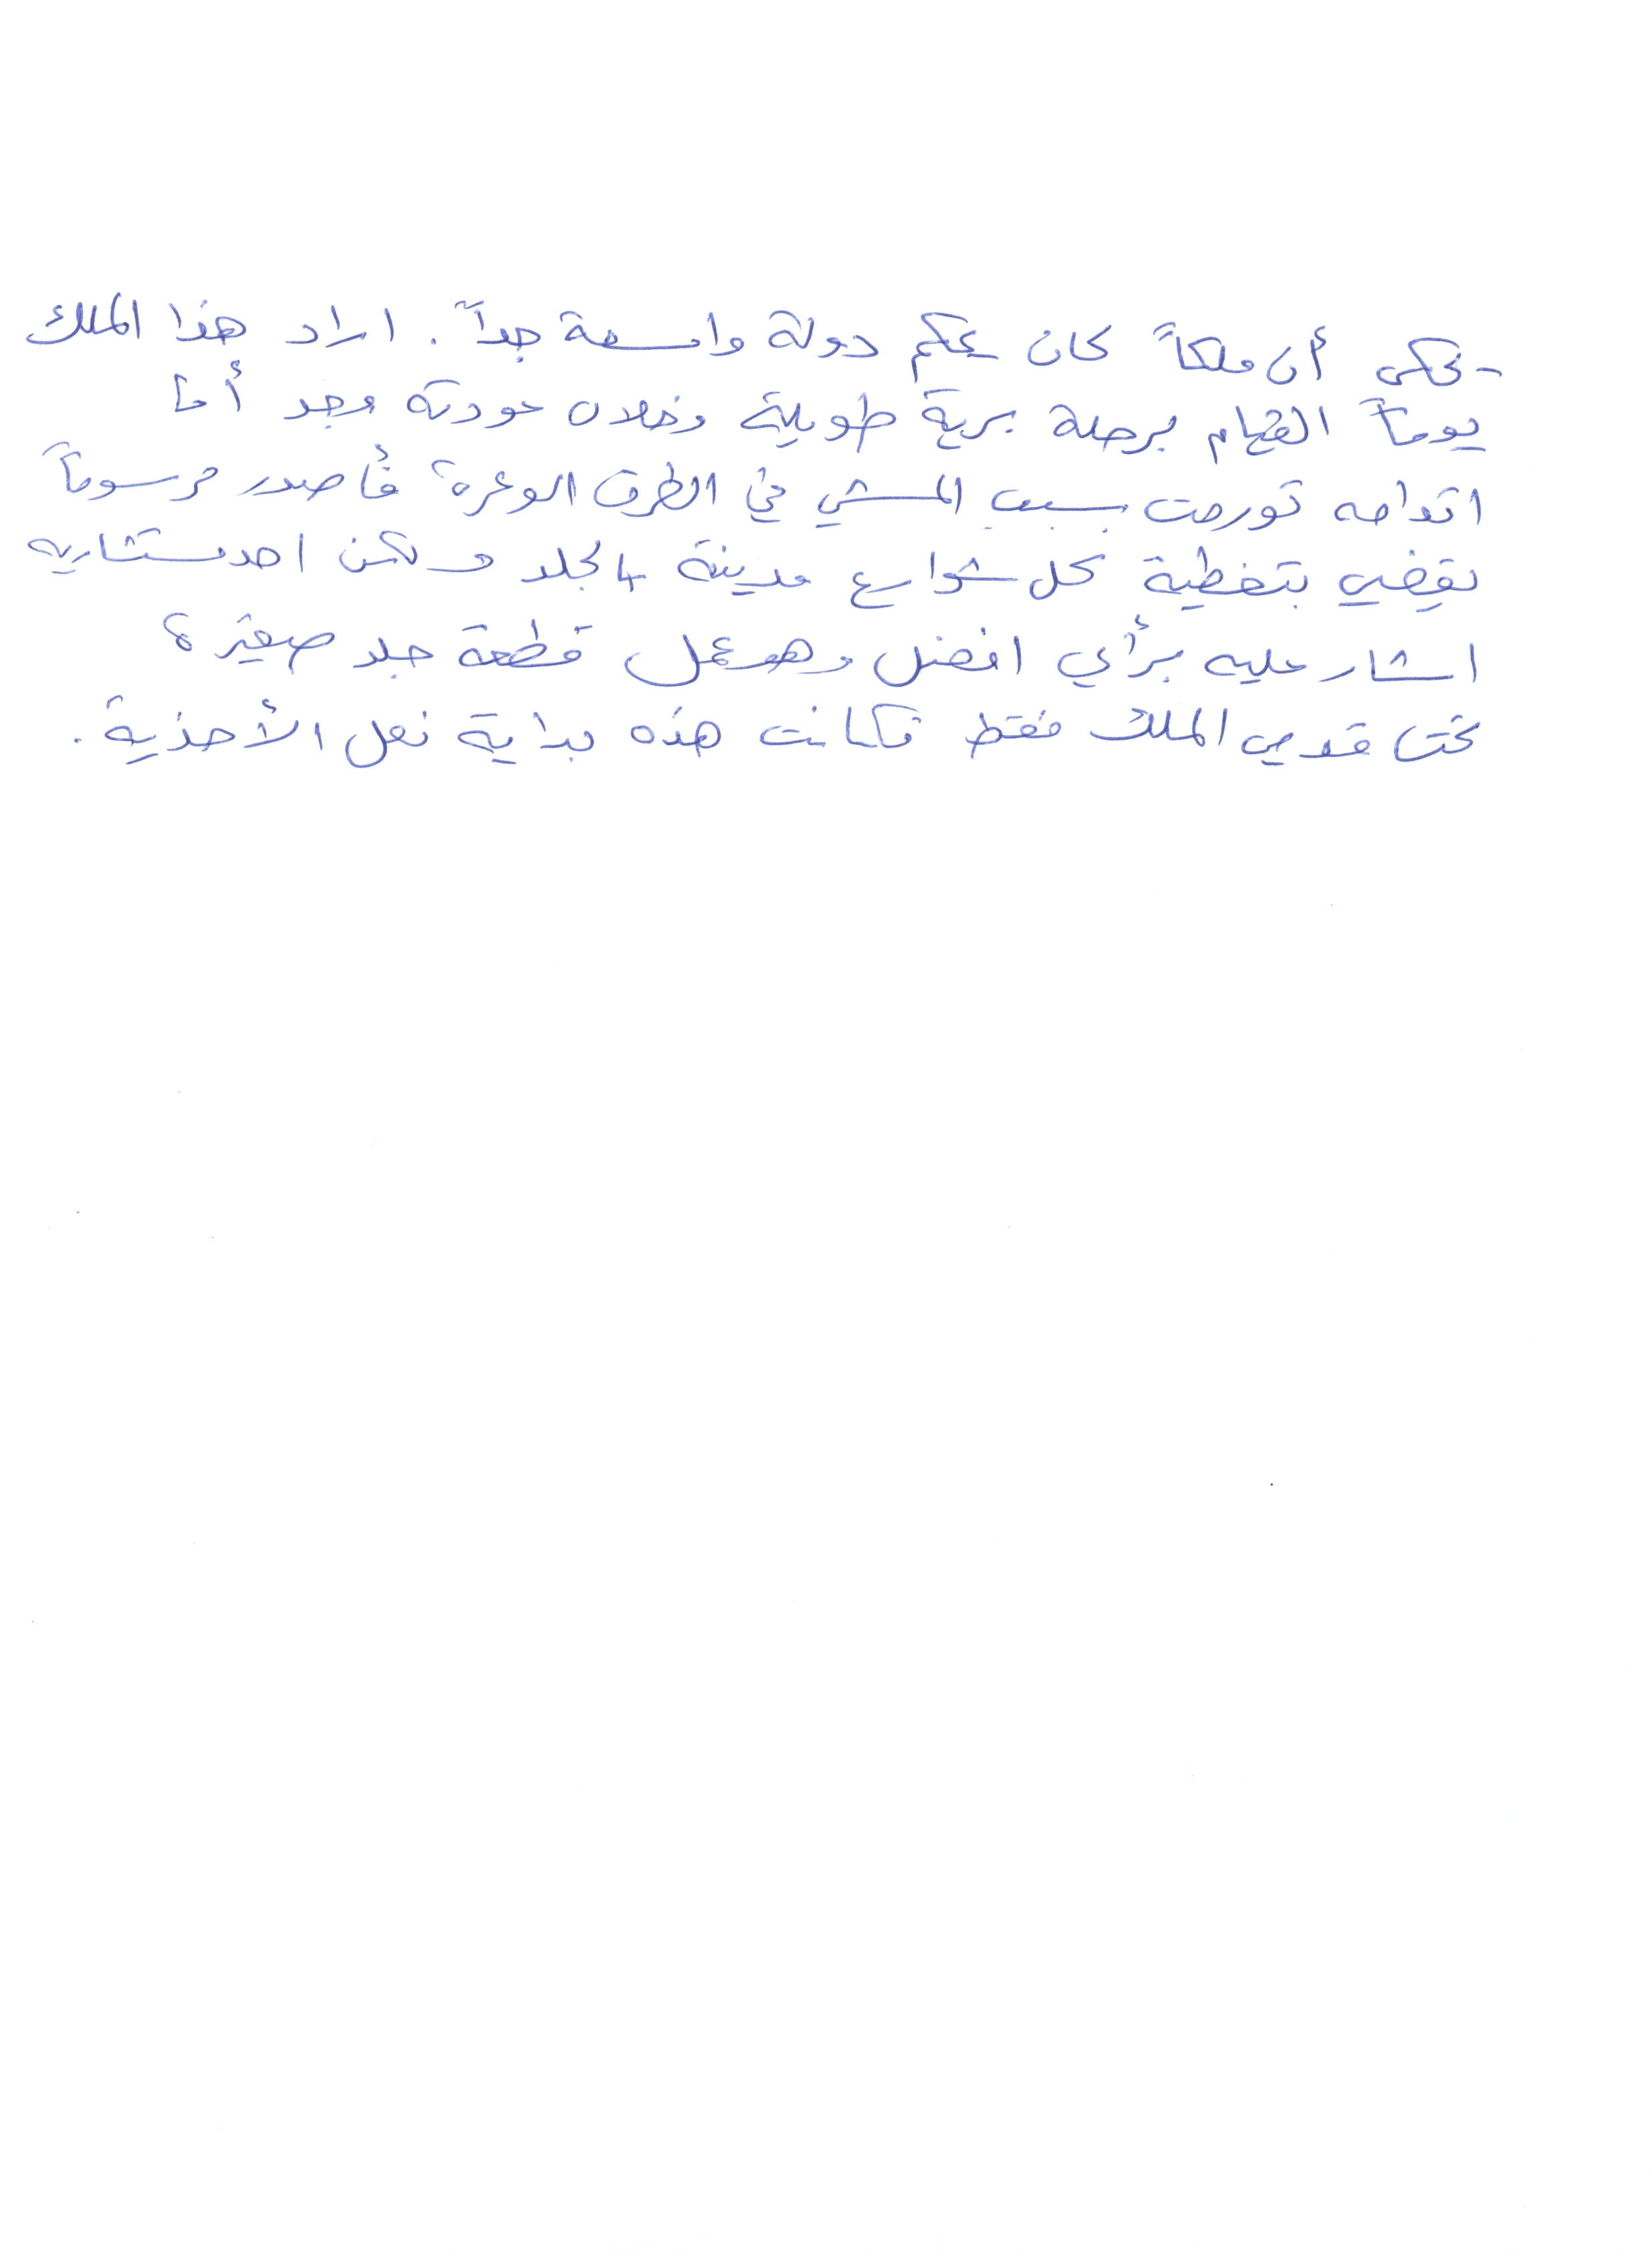 - يحكى أن ملكاً كان يحكم دولة واسعة جداً. اراد هذا الملك
يوماً القيام برحلة برية طويلة وخلال عودته وجد أن
اقدامه تورمت بسبب المشي في الطرق الوعرة، فأصدر مرسوماً
يقضي بتغطية كل شوارع مدينة بالجلد ولكن احد مستشاريه
اشار عليه برأي افضل وهو عمل قطعة جلد صغيرة
تحت قدمي الملك فقط فكانت هذه بداية نعل الأحذية.